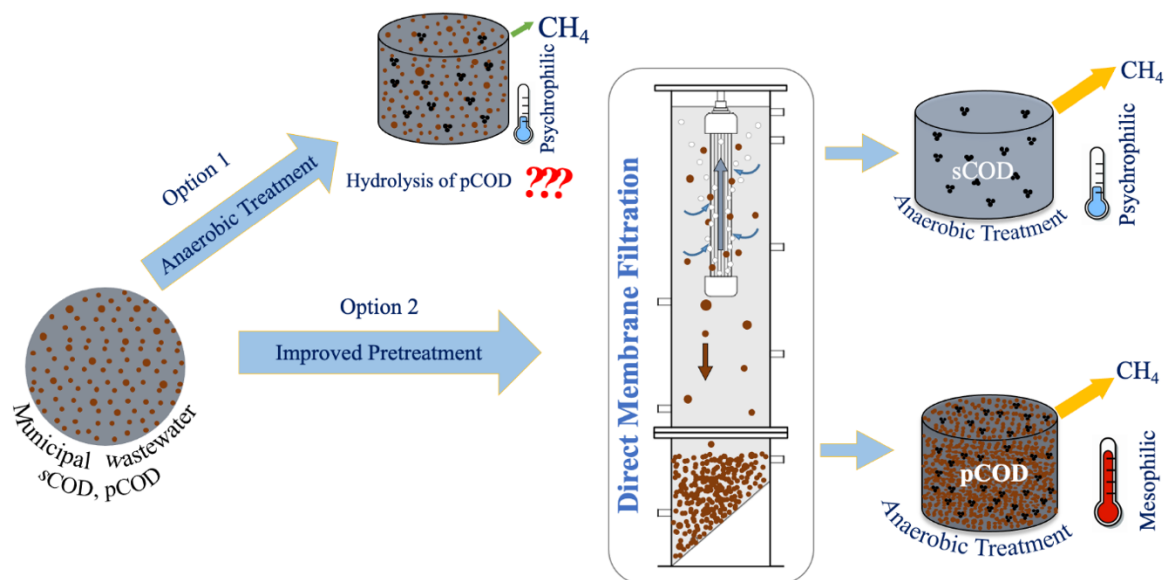 CH₄
Psychrophilic
Option 1
Anaerobic Treatment
Hydrolysis of pCOD ???
Municipal wastewater
sCOD, pCOD
Option 2
Improved Pretreatment
Direct Membrane Filtration
CH₄
sCOD
Psychrophilic
Anaerobic Treatment
CH₄
pCOD
Mesophilic
Anaerobic Treatment